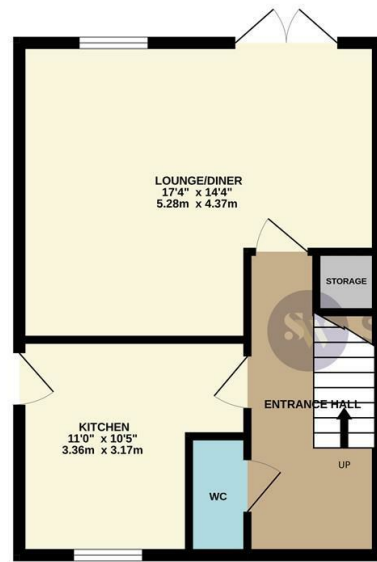 LOUNGE/DINER
17'4" x 14'4"
5.28m x 4.37m
STORAGE
ENTRANCE HALL
KITCHEN
11'0" x 10'5"
3.36m x 3.17m
UP
WC